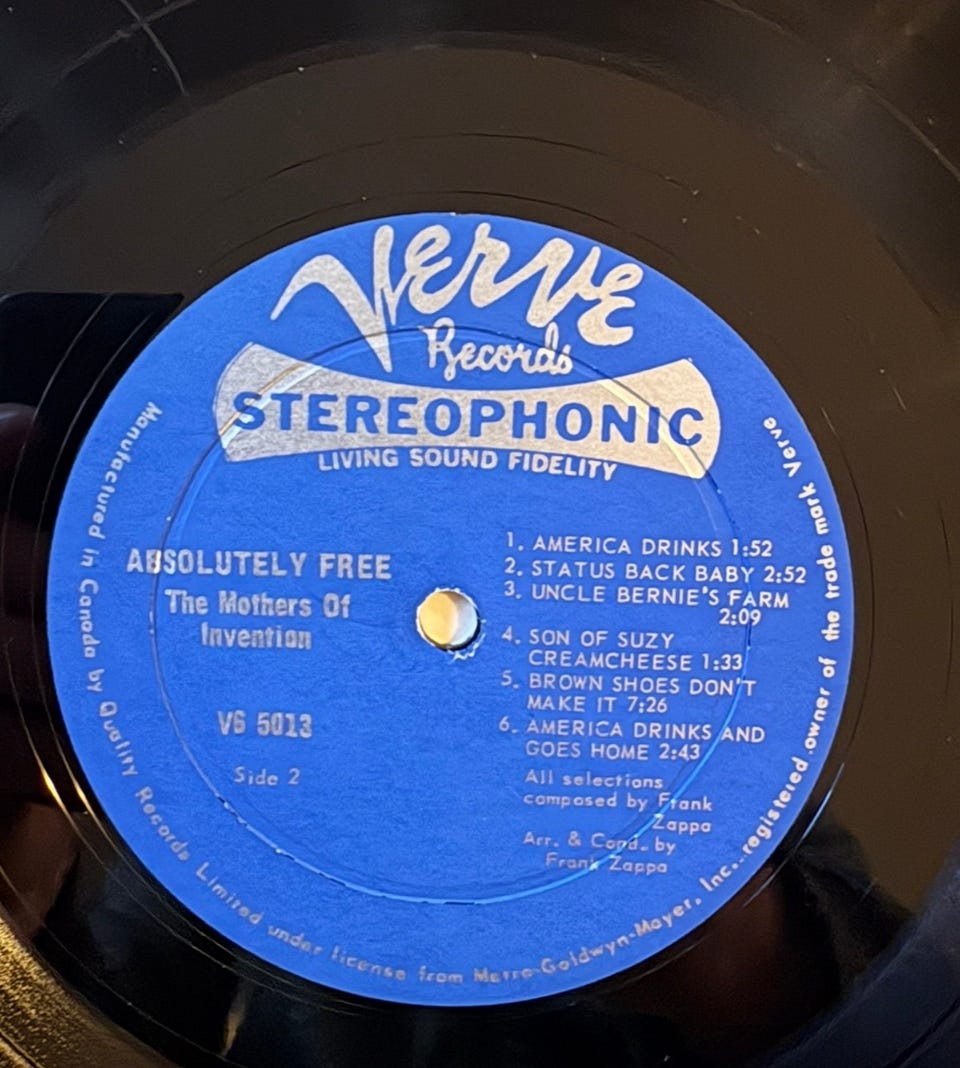 Verve
Records
STEREOPHONIC
LIVING SOUND FIDELITY
ABSOLUTELY FREE
The Mothers Of
Invention
V6 5013
Side 2
1. AMERICA DRINKS 1:52
2. STATUS BACK BABY 2:52
3. UNCLE BERNIE'S FARM
2:09
4. SON OF SUZY
CREAMCHEESE 1:33
5. BROWN SHOES DON'T
MAKE IT 7:26
6. AMERICA DRINKS AND
GOES HOME 2:43
All selections
composed by Frank
Zappa
Arr. & Cond. by
Frank Zappa
Manufactured in Canada by Quality Records Limited under license from Metro-Goldwyn-Mayer, Inc...registered owner of the trade mark Verve